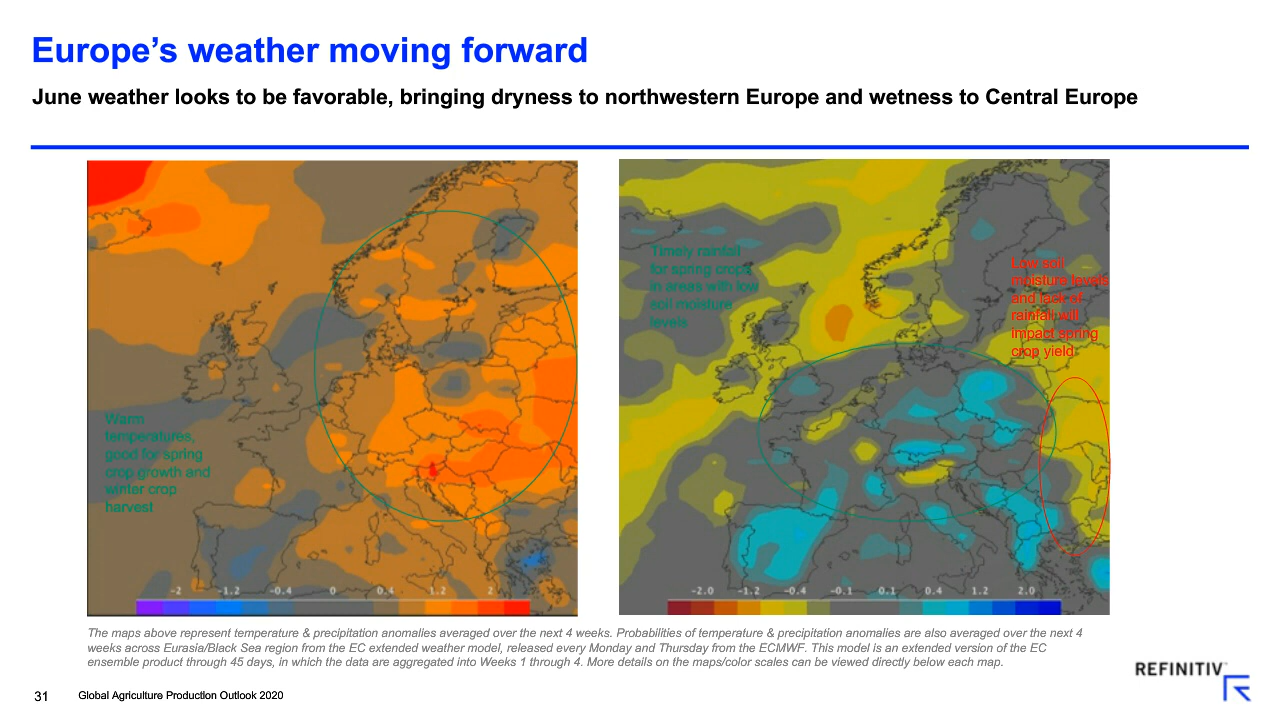 Europe’s weather moving forward
June weather looks to be favorable, bringing dryness to northwestern Europe and wetness to Central Europe
Warm
temperatures,
good for spring
crop growth and
winter crop
harvest
-2 -1.2 -0.4 0 0.4 1.2 2
Timely rainfall
for spring crops
in areas with low
soil moisture
levels
Low soil
moisture levels
and lack of
rainfall will
impact spring
crop yield
-2.0 -1.2 -0.4 -0.1 0.1 0.4 1.2 2.0
The maps above represent temperature & precipitation anomalies averaged over the next 4 weeks. Probabilities of temperature & precipitation anomalies are also averaged over the next 4
weeks across Eurasia/Black Sea region from the EC extended weather model, released every Monday and Thursday from the ECMWF. This model is an extended version of the EC
ensemble product through 45 days, in which the data are aggregated into Weeks 1 through 4. More details on the maps/color scales can be viewed directly below each map.
REFINITIV
31 Global Agriculture Production Outlook 2020